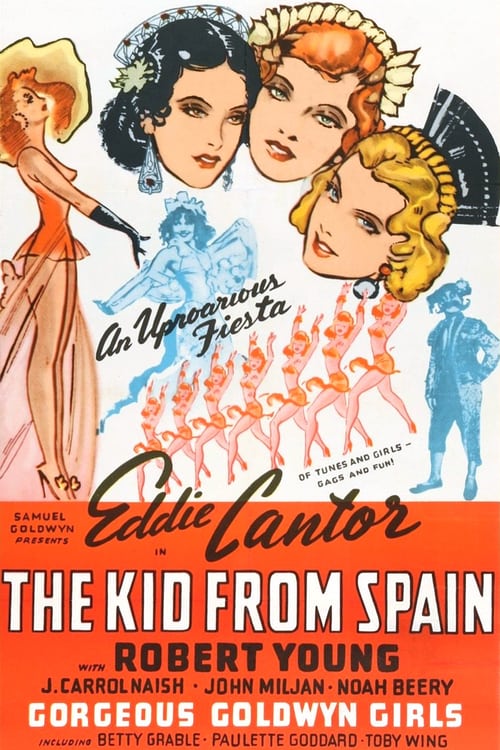 An Uproarious
Fiesta
OF TUNES AND GIRLS –
GAGS AND FUN!
SAMUEL
GOLDWYN
PRESENTS
Eddie Cantor
IN
THE KID FROM SPAIN
WITH ROBERT YOUNG
J. CARROL NAISH · JOHN MILJAN · NOAH BEERY
GORGEOUS GOLDWYN GIRLS
INCLUDING BETTY GRABLE · PAULETTE GODDARD · TOBY WING